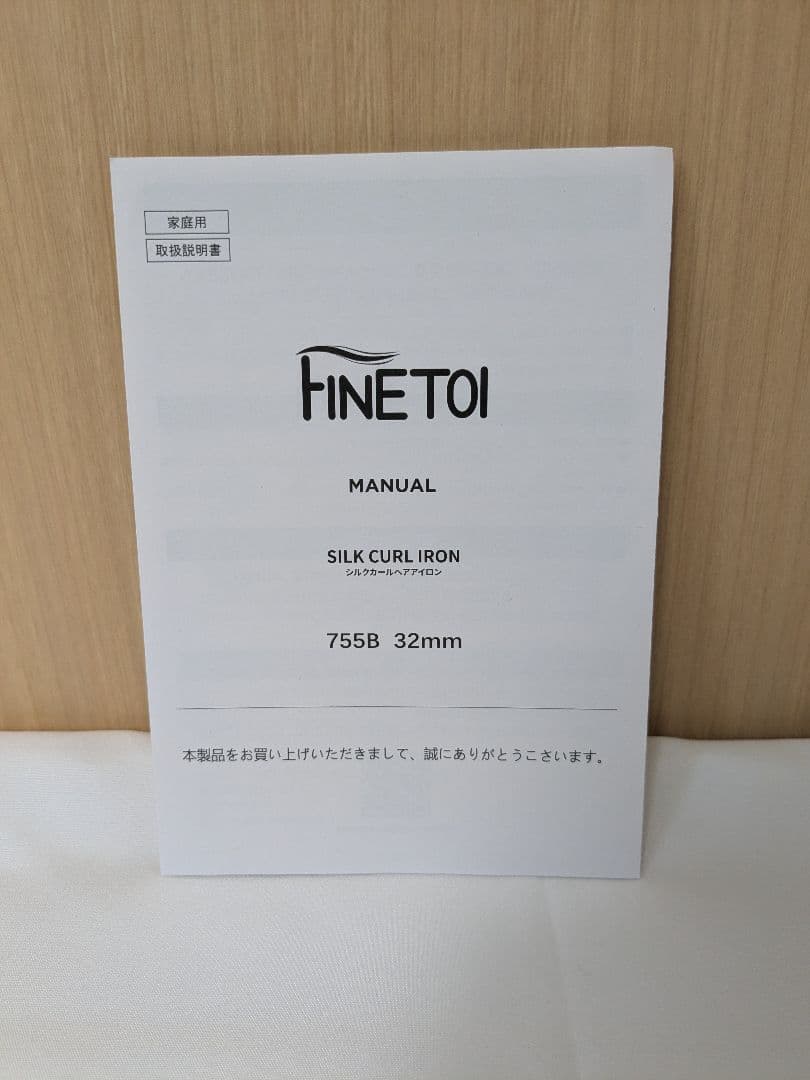 家庭用
取扱説明書
FINETOI
MANUAL
SILK CURL IRON
シルクカールヘアアイロン
755B 32mm
本製品をお買い上げいただきまして、誠にありがとうこさいます。